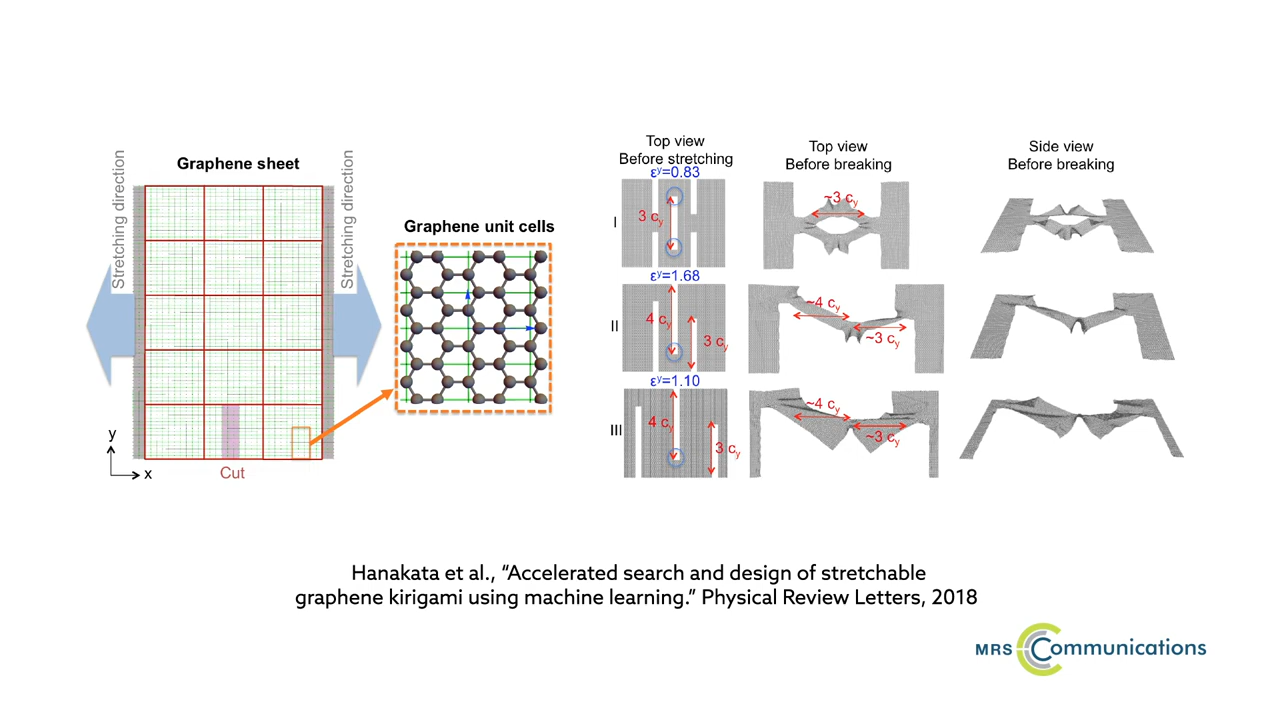 Graphene sheet
Stretching direction
Stretching direction
y
x
Cut
Graphene unit cells
Top view
Before stretching
Top view
Before breaking
Side view
Before breaking
εʸ=0.83
I
3 cᵧ
~3 cᵧ
εʸ=1.68
II
4 cᵧ
3 cᵧ
~4 cᵧ
~3 cᵧ
εʸ=1.10
III
4 cᵧ
3 cᵧ
~4 cᵧ
~3 cᵧ
Hanakata et al., “Accelerated search and design of stretchable
graphene kirigami using machine learning.” Physical Review Letters, 2018
MRS Communications